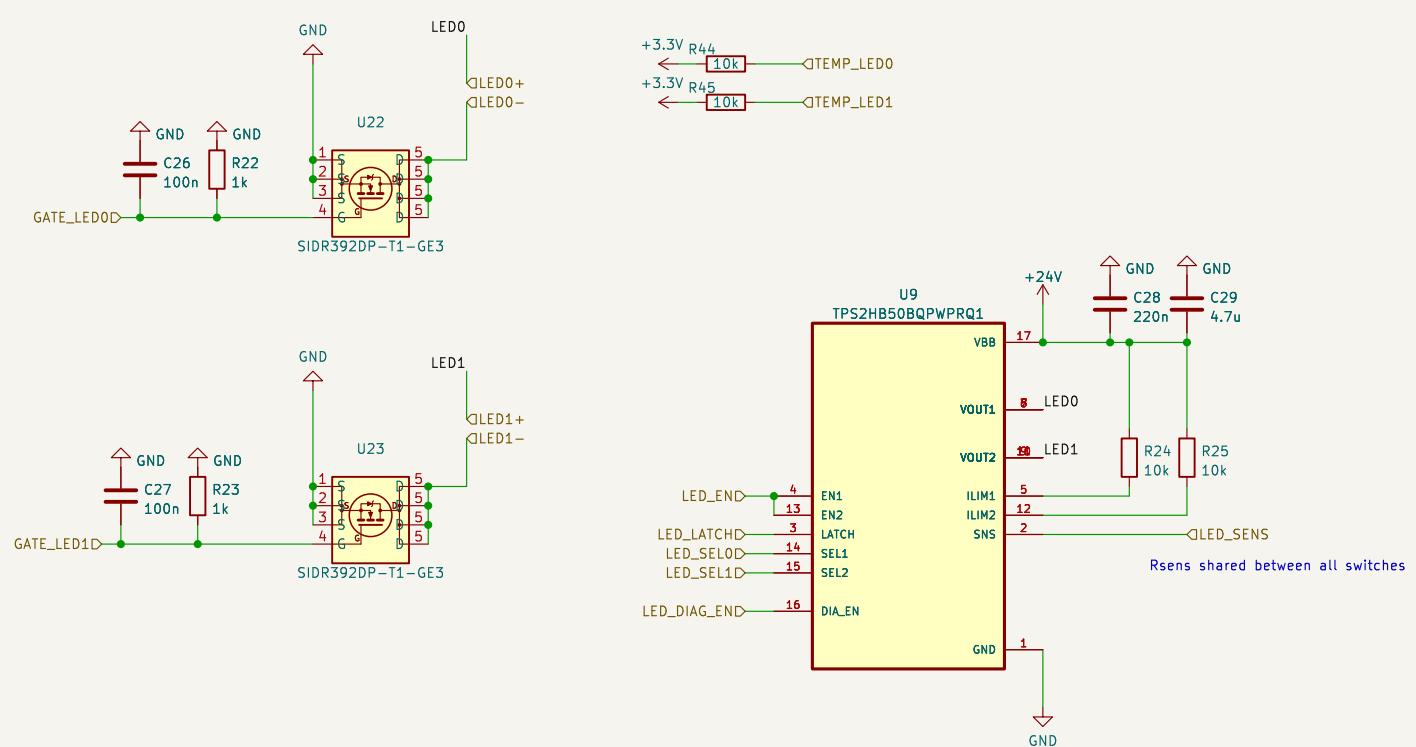 GND
LED0
LED0+
LED0-
U22
1 S
2 S
3 S
4 G
D 5
D 5
D 5
D 5
S
D
G
SIDR392DP-T1-GE3
GND
C26
100n
GND
R22
1k
GATE_LED0
+3.3V R44
10k
TEMP_LED0
+3.3V R45
10k
TEMP_LED1
GND
LED1
LED1+
LED1-
U23
1 S
2 S
3 S
4 G
D 5
D 5
D 5
D 5
S
D
G
SIDR392DP-T1-GE3
GND
C27
100n
GND
R23
1k
GATE_LED1
U9
TPS2HB50BQPWPRQ1
+24V
GND
C28
220n
GND
C29
4.7u
VBB 17
VOUT1
LED0
VOUT2
LED1
R24
10k
R25
10k
LED_EN 4 EN1
13 EN2
LED_LATCH 3 LATCH
LED_SEL0 14 SEL1
LED_SEL1 15 SEL2
LED_DIAG_EN 16 DIA_EN
ILIM1 5
ILIM2 12
SNS 2 LED_SENS
Rsens shared between all switches
GND 1
GND